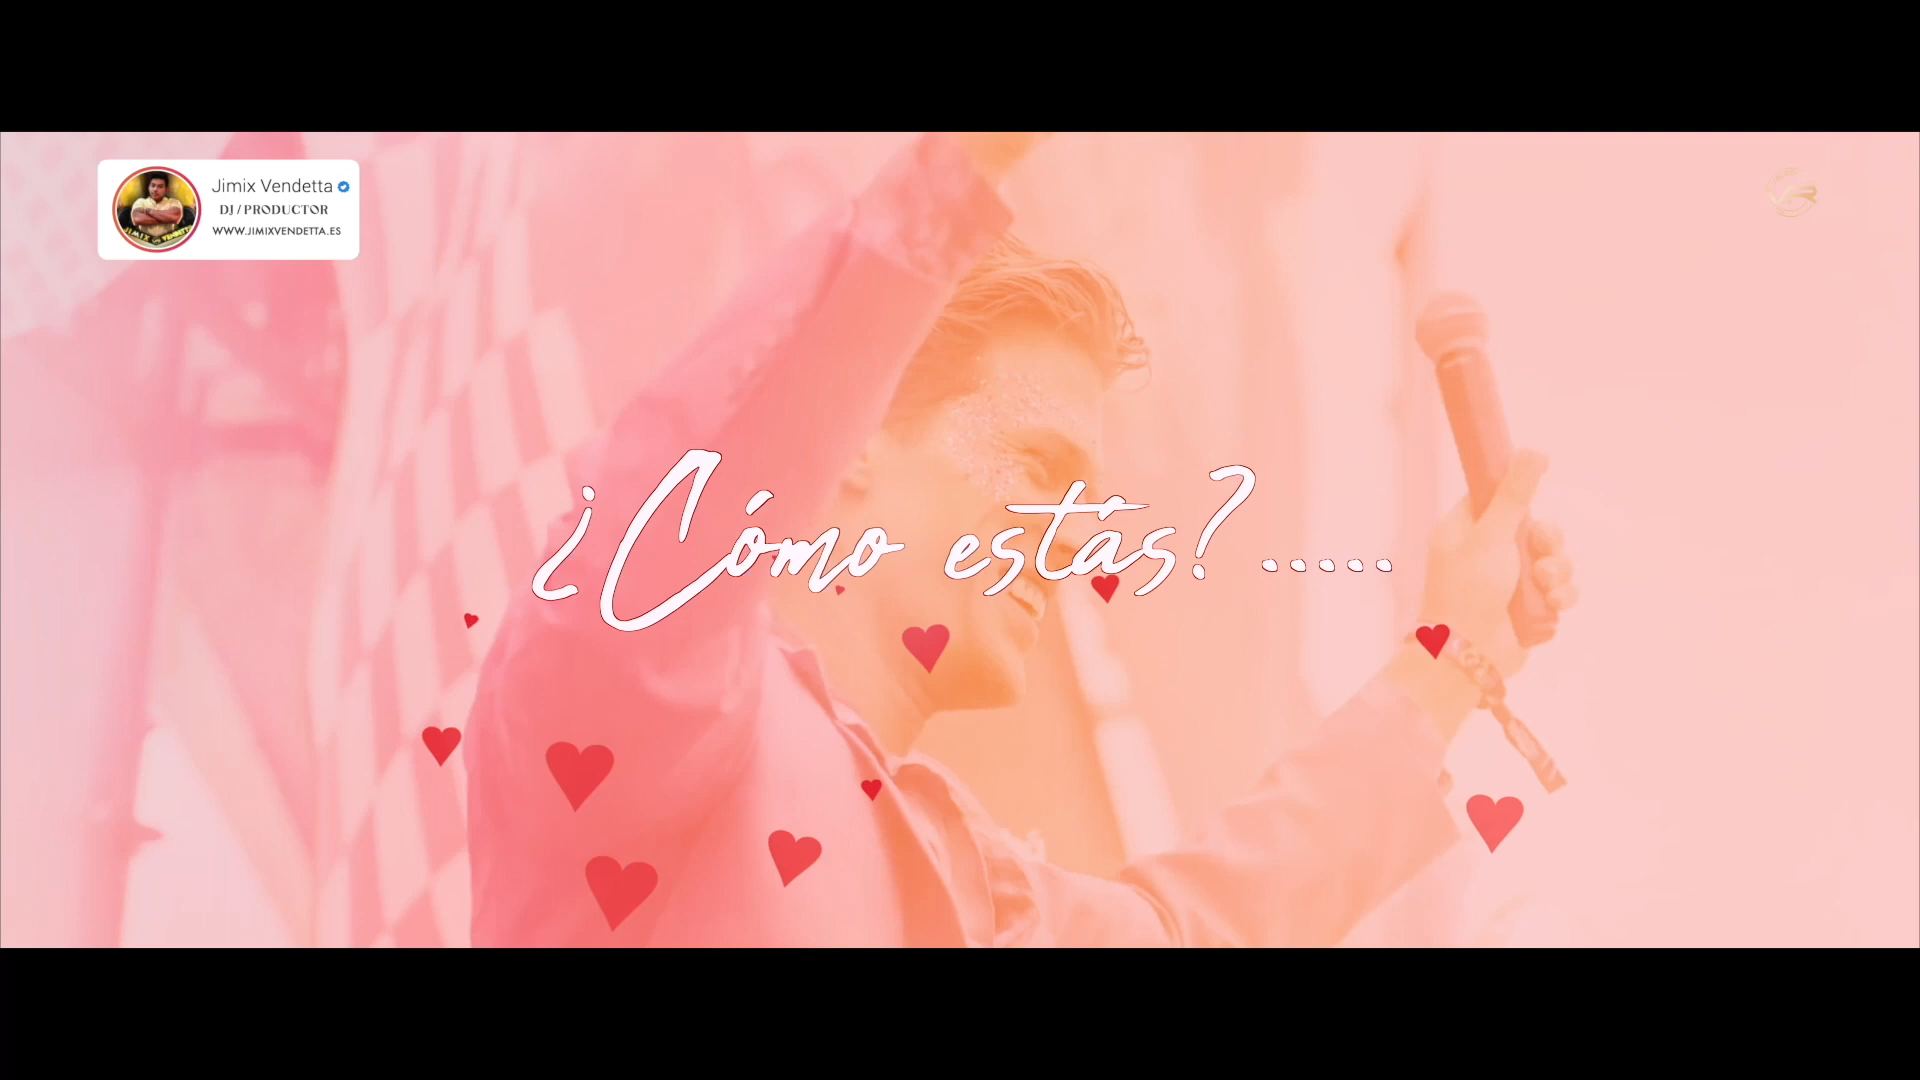 Jimix Vendetta
DJ / PRODUCTOR
WWW.JIMIXVENDETTA.ES
¿Cómo estás? .....